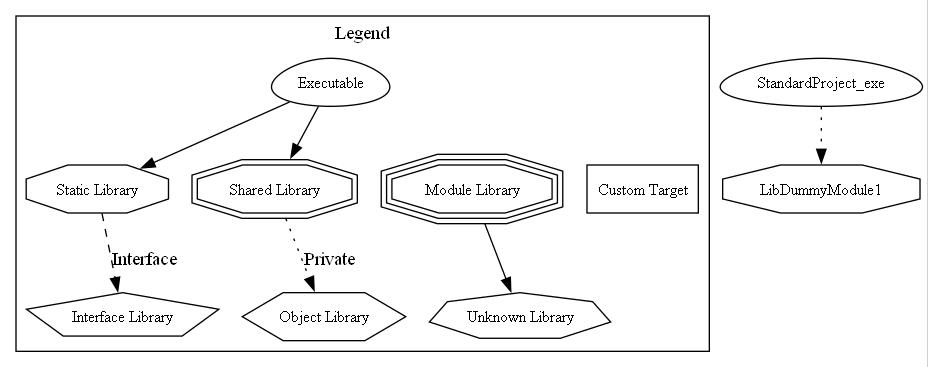 Legend
Executable
StandardProject_exe
Static Library
Shared Library
Module Library
Custom Target
LibDummyModule1
Interface
Private
Interface Library
Object Library
Unknown Library